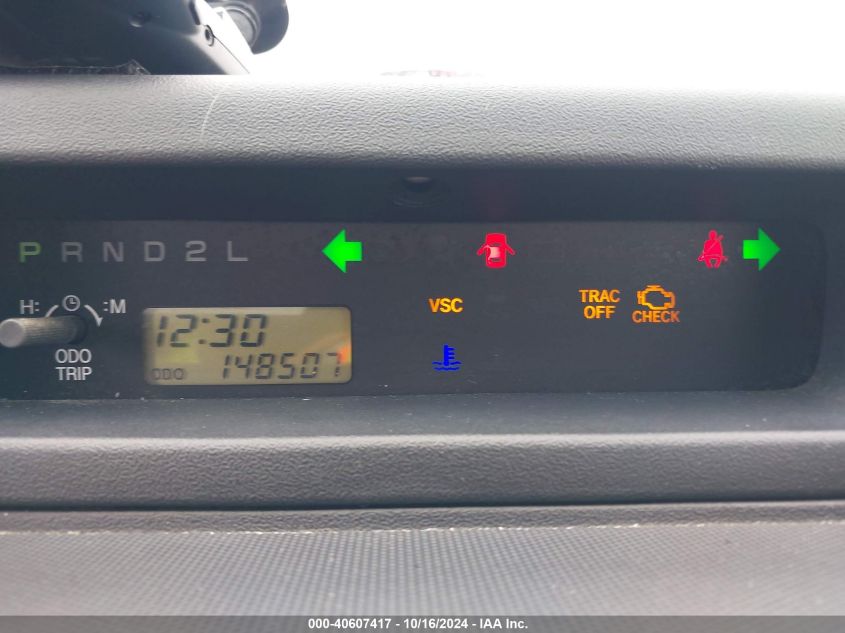 P R N D 2 L
H: :M
ODO
TRIP
12:30
ODO 148507
VSC
TRAC
OFF
CHECK
000-40607417 - 10/16/2024 - IAA Inc.